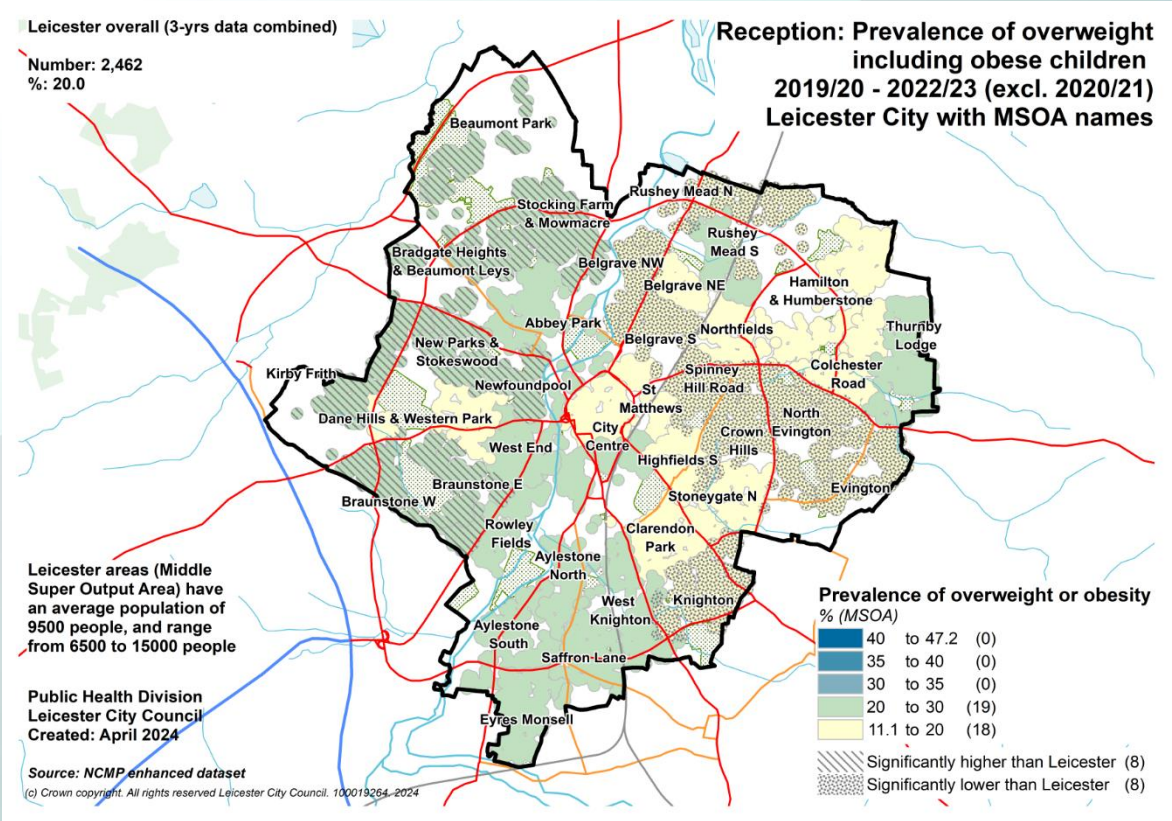 Leicester overall (3-yrs data combined)
Number: 2,462
%: 20.0
Reception: Prevalence of overweight
including obese children
2019/20 - 2022/23 (excl. 2020/21)
Leicester City with MSOA names
Beaumont Park
Rushey Mead N
Stocking Farm
& Mowmacre
Rushey
Mead S
Bradgate Heights
& Beaumont Leys
Belgrave NW
Belgrave NE
Hamilton
& Humberstone
Abbey Park
Northfields
Thurnby
Lodge
New Parks &
Stokeswood
Belgrave S
Colchester
Road
Kirby Frith
Newfoundpool
Spinney
Hill Road
St
Matthews
Dane Hills & Western Park
North
Evington
City
Centre
Crown
Hills
West End
Highfields S
Braunstone E
Evington
Braunstone W
Stoneygate N
Rowley
Fields
Clarendon
Park
Aylestone
North
West
Knighton
Knighton
Aylestone
South
Saffron Lane
Eyres Monsell
Leicester areas (Middle
Super Output Area) have
an average population of
9500 people, and range
from 6500 to 15000 people
Public Health Division
Leicester City Council
Created: April 2024
Source: NCMP enhanced dataset
(c) Crown copyright. All rights reserved Leicester City Council. 100019264. 2024
Prevalence of overweight or obesity
% (MSOA)
40 to 47.2 (0)
35 to 40 (0)
30 to 35 (0)
20 to 30 (19)
11.1 to 20 (18)
Significantly higher than Leicester (8)
Significantly lower than Leicester (8)